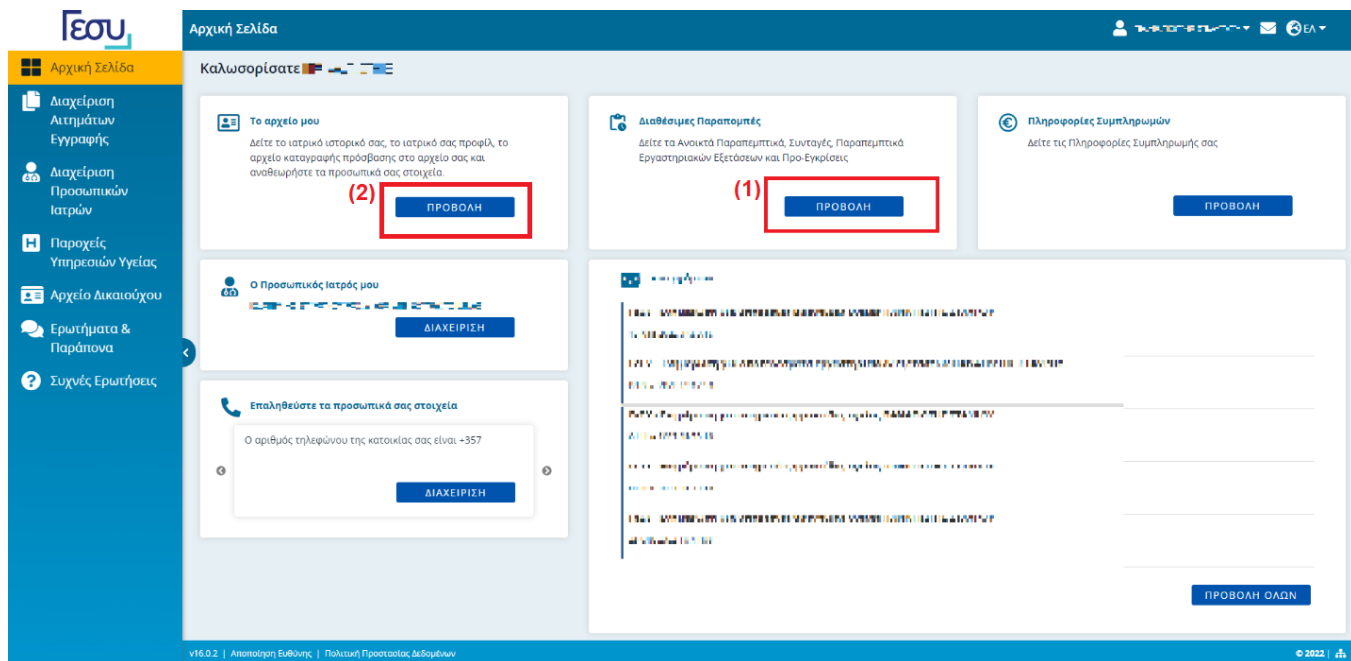 Γεσυ
Αρχική Σελίδα
ΕΛ
Αρχική Σελίδα
Διαχείριση
Αιτημάτων
Εγγραφής
Διαχείριση
Προσωπικών
Ιατρών
Παροχείς
Υπηρεσιών Υγείας
Αρχείο Δικαιούχου
Ερωτήματα &
Παράπονα
Συχνές Ερωτήσεις
Καλωσορίσατε
Το αρχείο μου
Δείτε το ιατρικό ιστορικό σας, το ιατρικό σας προφίλ, το
αρχείο καταγραφής πρόσβασης στο αρχείο σας και
αναθεωρήστε τα προσωπικά σας στοιχεία.
(2)
ΠΡΟΒΟΛΗ
Διαθέσιμες Παραπομπές
Δείτε τα Ανοικτά Παραπεμπτικά, Συνταγές, Παραπεμπτικά
Εργαστηριακών Εξετάσεων και Προ-Εγκρίσεις
(1)
ΠΡΟΒΟΛΗ
Πληροφορίες Συμπληρωμών
Δείτε τις Πληροφορίες Συμπληρωμής σας
ΠΡΟΒΟΛΗ
Ο Προσωπικός Ιατρός μου
ΔΙΑΧΕΙΡΙΣΗ
Επαληθεύστε τα προσωπικά σας στοιχεία
Ο αριθμός τηλεφώνου της κατοικίας σας είναι +357
ΔΙΑΧΕΙΡΙΣΗ
ΠΡΟΒΟΛΗ ΟΛΩΝ
v16.0.2 | Αποποίηση Ευθύνης | Πολιτική Προστασίας Δεδομένων
© 2022 |